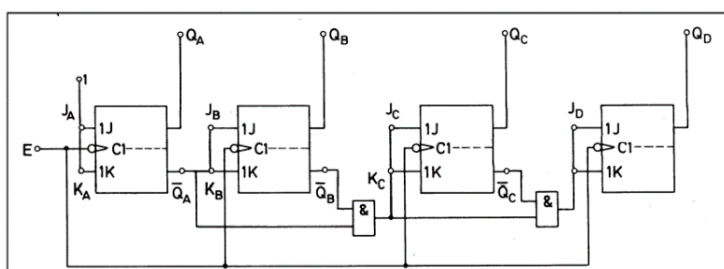 Q_A Q_B Q_C Q_D
1
J_A J_B J_C J_D
1J 1J 1J 1J
E C1 C1 C1 C1
1K 1K 1K 1K
K_A Q̅_A K_B Q̅_B K_C Q̅_C
& &